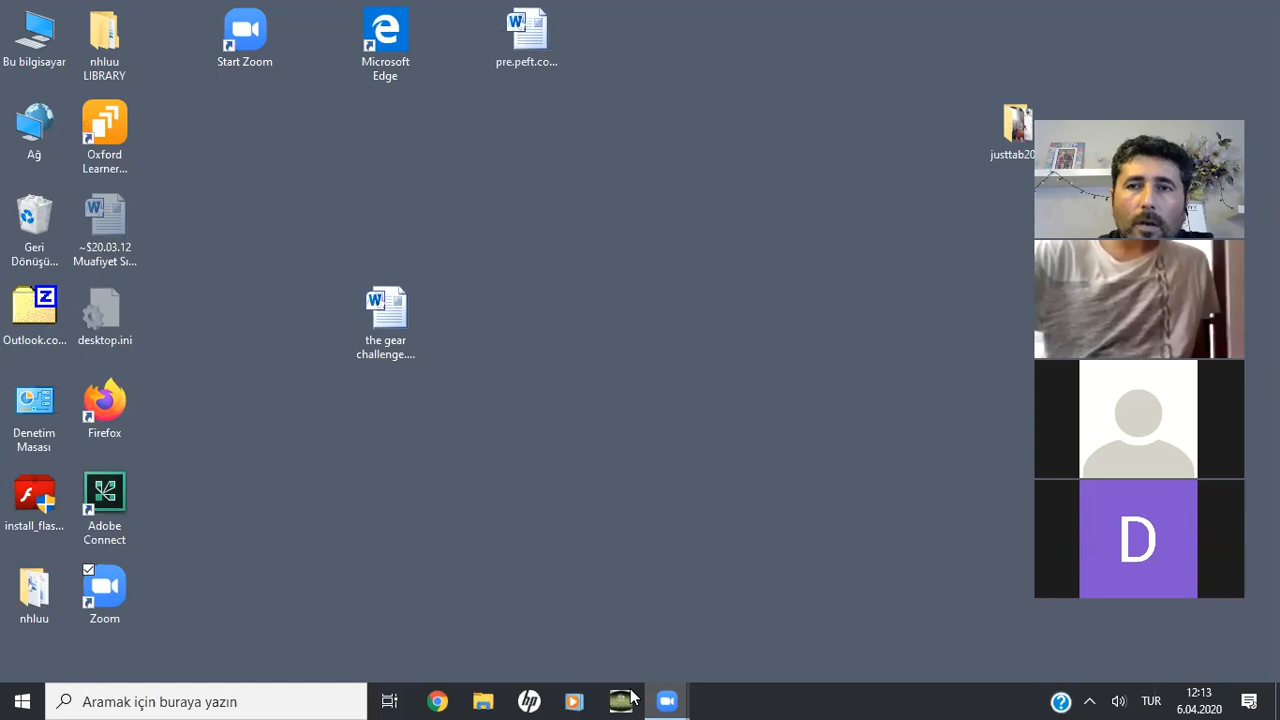 Bu bilgisayar
nhluu
LIBRARY
Start Zoom
Microsoft
Edge
pre.peft.co...
Ağ
Oxford
Learner...
justtab20
Geri
Dönüşü...
~$20.03.12
Muafiyet Sı...
Outlook.co...
desktop.ini
the gear
challenge....
Denetim
Masası
Firefox
install_flas...
Adobe
Connect
D
nhluu
Zoom
Aramak için buraya yazın
TUR
12:13
6.04.2020